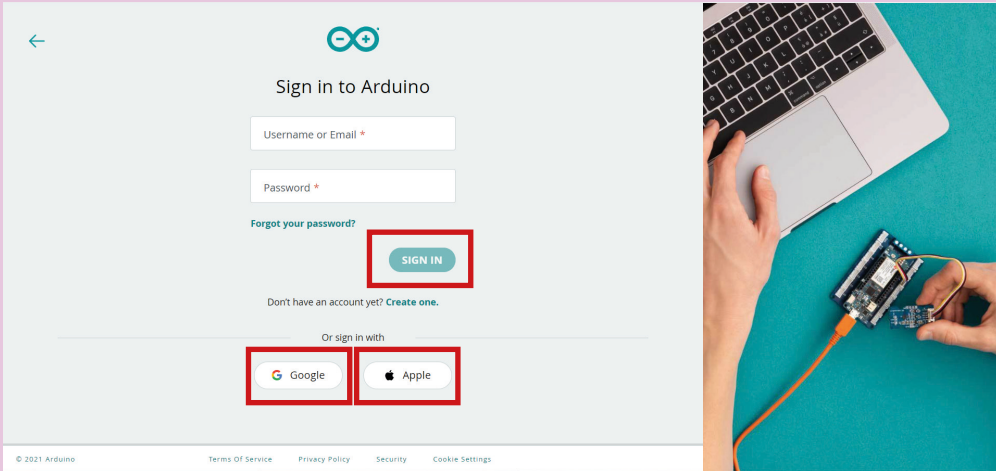 Sign in to Arduino
Username or Email *
Password *
Forgot your password?
SIGN IN
Don't have an account yet? Create one.
Or sign in with
Google
Apple
© 2021 Arduino Terms Of Service Privacy Policy Security Cookie Settings